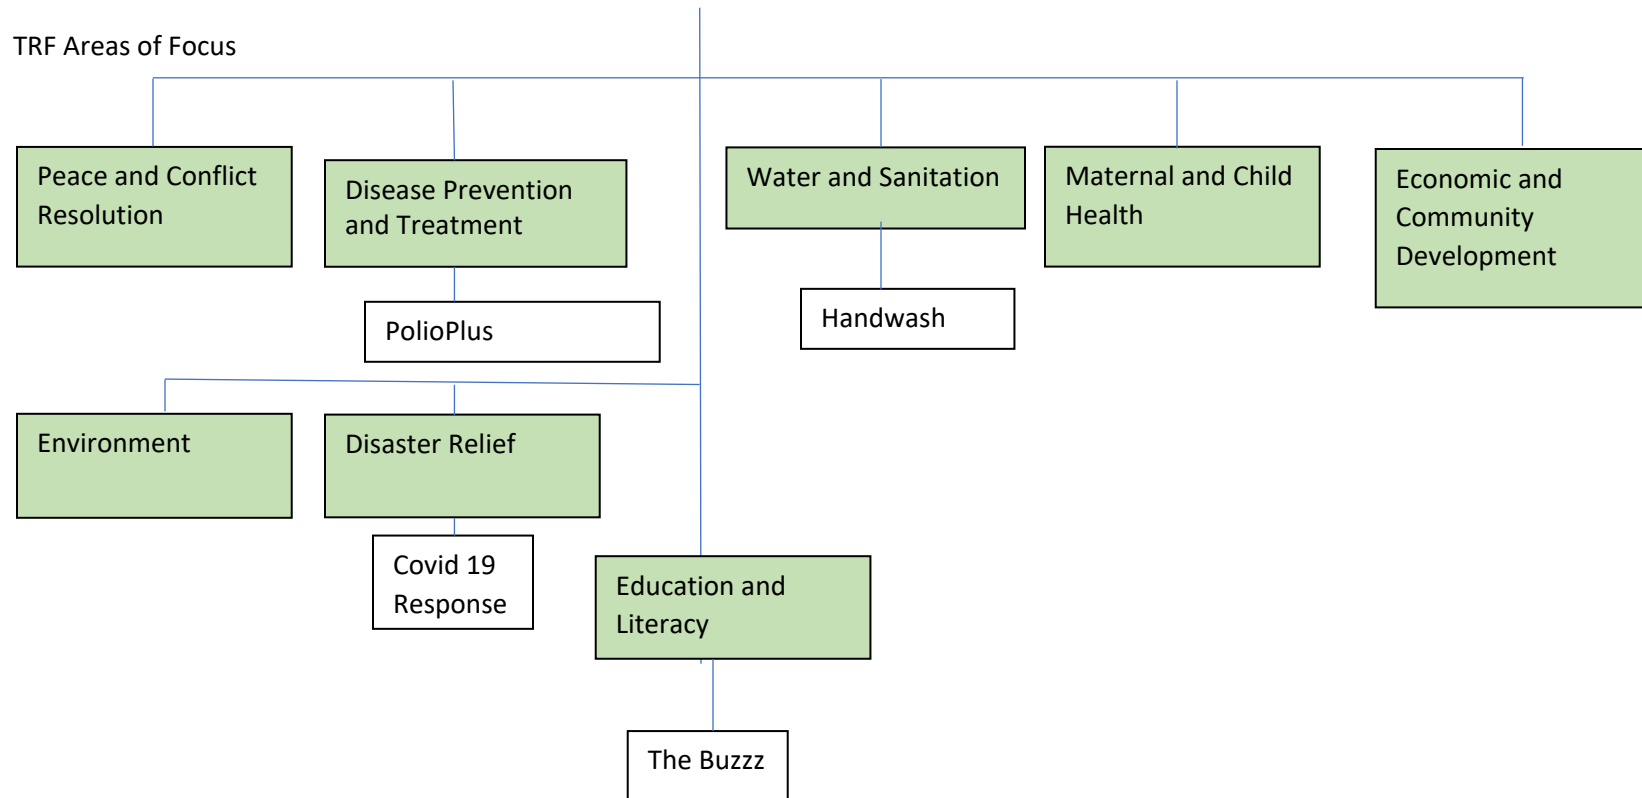 TRF Areas of Focus
Peace and Conflict
Resolution
Disease Prevention
and Treatment
Water and Sanitation
Maternal and Child
Health
Economic and
Community
Development
PolioPlus
Handwash
Environment
Disaster Relief
Covid 19
Response
Education and
Literacy
The Buzzz